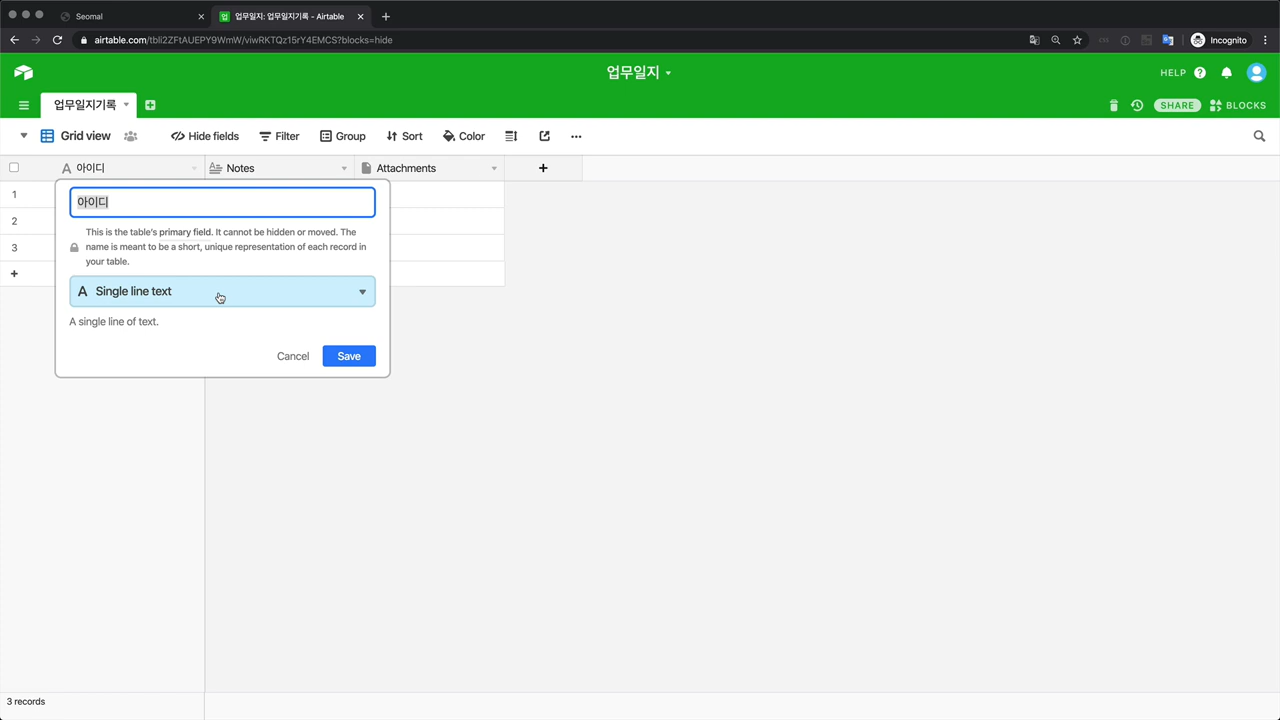 Seomal
업무일지: 업무일지기록 - Airtable
airtable.com/tbli2ZFtAUEPY9WmW/viwRKTQz15rY4EMCS?blocks=hide
Incognito
업무일지
HELP
업무일지기록
SHARE
BLOCKS
Grid view
Hide fields
Filter
Group
Sort
Color
A 아이디
Notes
Attachments
1
2
3
아이디
This is the table's primary field. It cannot be hidden or moved. The
name is meant to be a short, unique representation of each record in
your table.
A Single line text
A single line of text.
Cancel
Save
3 records